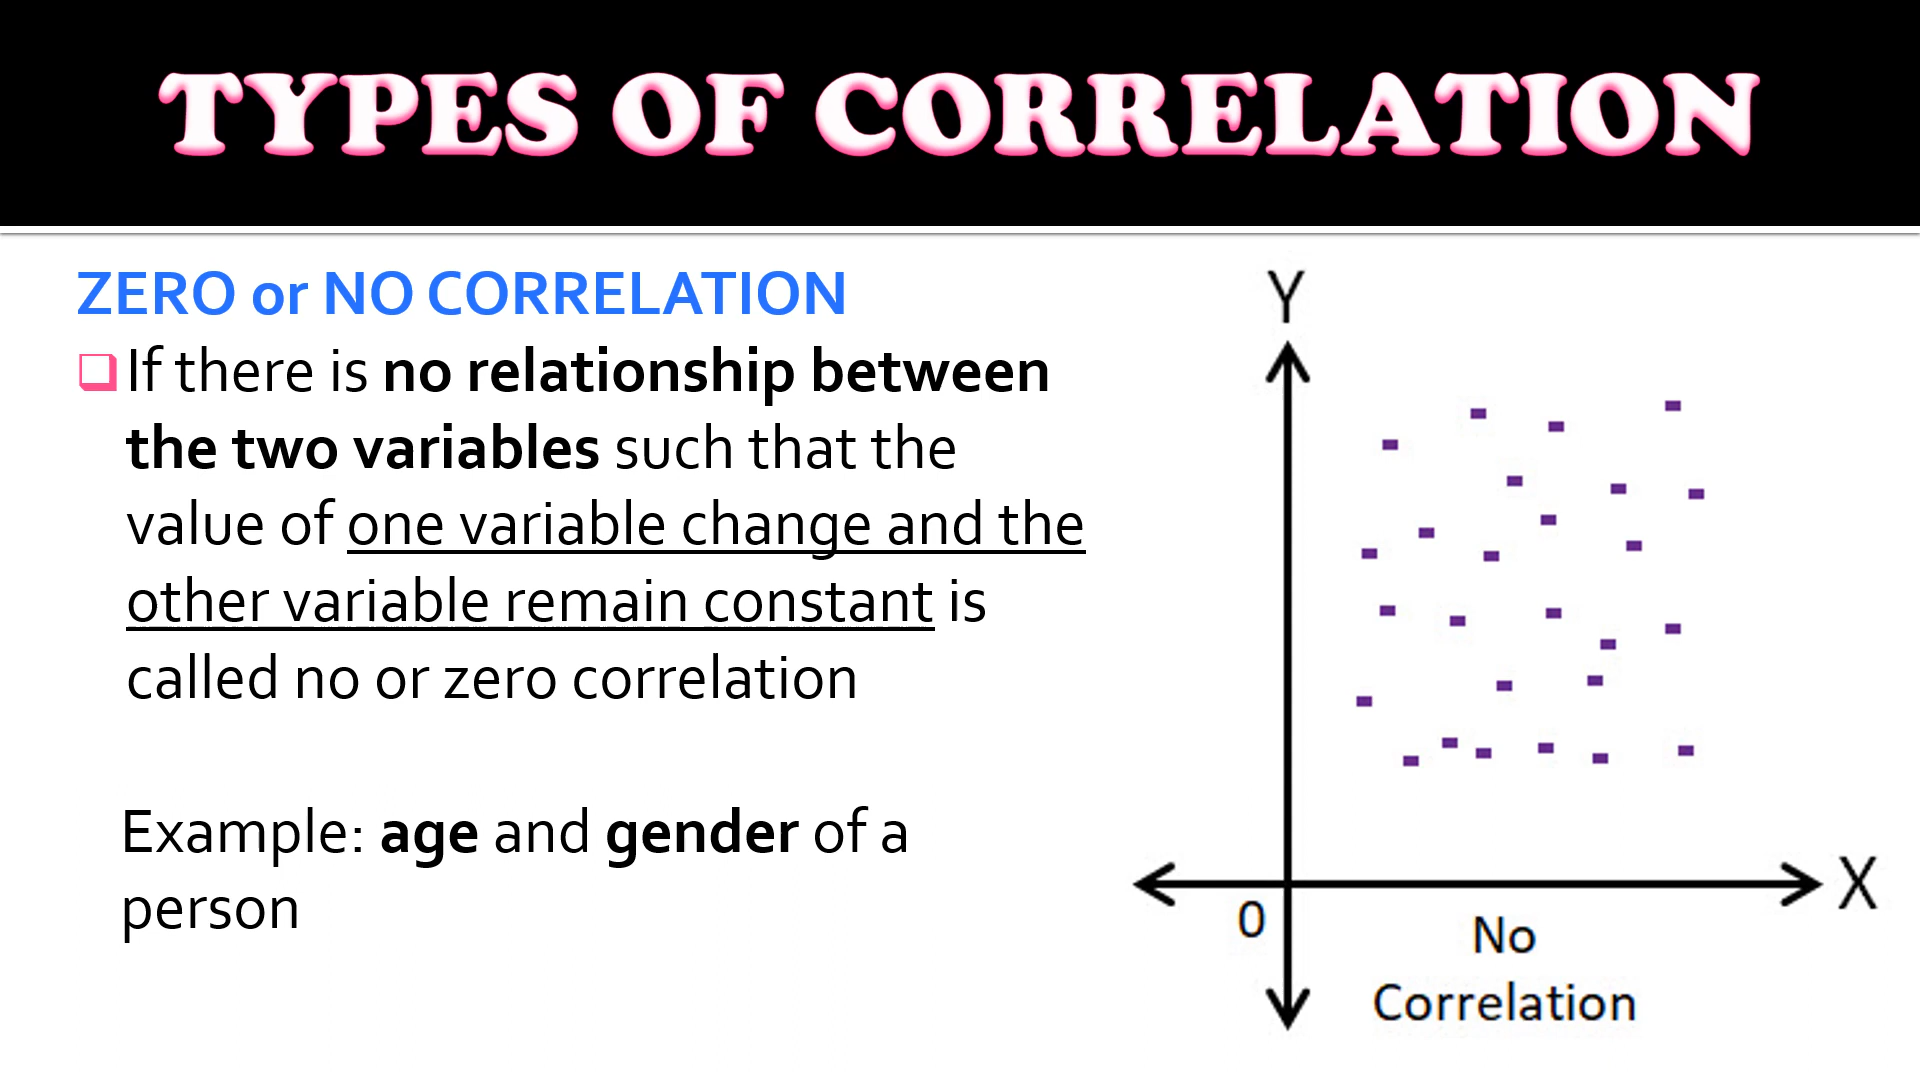 TYPES OF CORRELATION
ZERO or NO CORRELATION
If there is no relationship between
the two variables such that the
value of one variable change and the
other variable remain constant is
called no or zero correlation
Example: age and gender of a
person
Y
X
0
No
Correlation